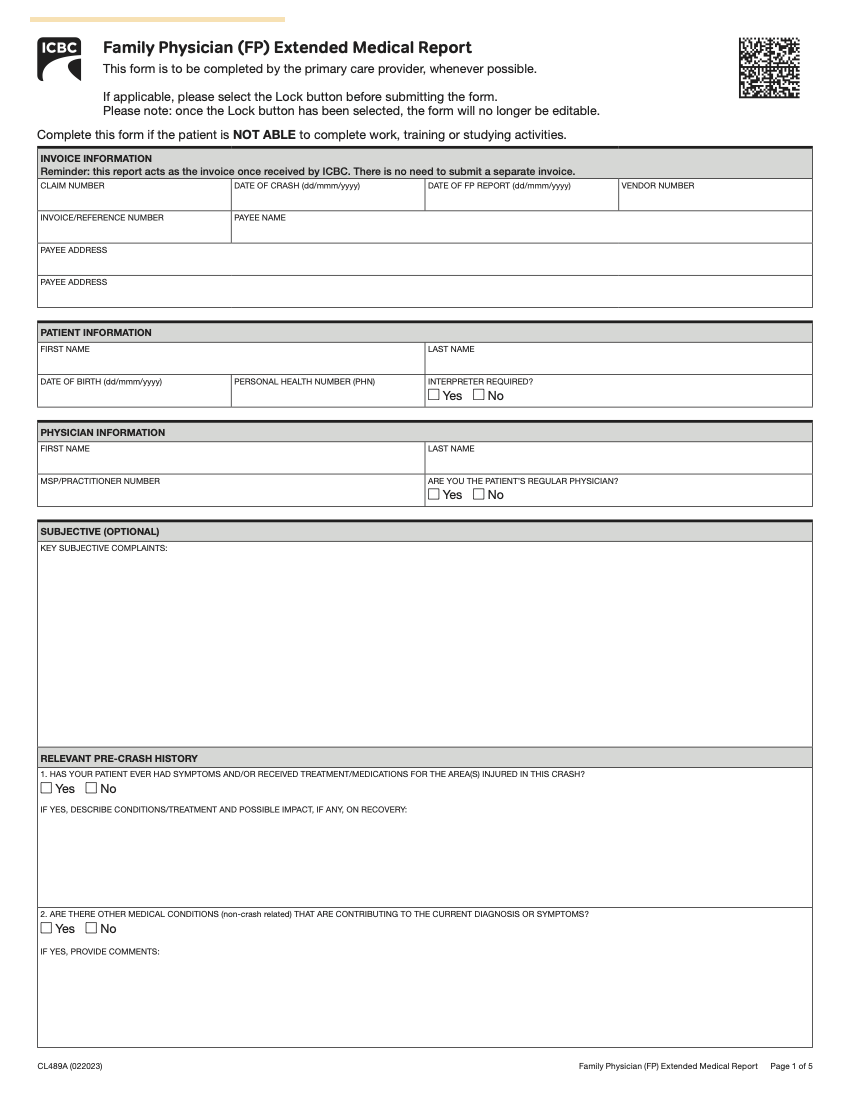 ICBC
Family Physician (FP) Extended Medical Report
This form is to be completed by the primary care provider, whenever possible.
If applicable, please select the Lock button before submitting the form.
Please note: once the Lock button has been selected, the form will no longer be editable.
Complete this form if the patient is NOT ABLE to complete work, training or studying activities.
INVOICE INFORMATION
Reminder: this report acts as the invoice once received by ICBC. There is no need to submit a separate invoice.
CLAIM NUMBER DATE OF CRASH (dd/mmm/yyyy) DATE OF FP REPORT (dd/mmm/yyyy) VENDOR NUMBER
INVOICE/REFERENCE NUMBER PAYEE NAME
PAYEE ADDRESS
PAYEE ADDRESS
PATIENT INFORMATION
FIRST NAME LAST NAME
DATE OF BIRTH (dd/mmm/yyyy) PERSONAL HEALTH NUMBER (PHN) INTERPRETER REQUIRED?
Yes No
PHYSICIAN INFORMATION
FIRST NAME LAST NAME
MSP/PRACTITIONER NUMBER ARE YOU THE PATIENT'S REGULAR PHYSICIAN?
Yes No
SUBJECTIVE (OPTIONAL)
KEY SUBJECTIVE COMPLAINTS:
RELEVANT PRE-CRASH HISTORY
1. HAS YOUR PATIENT EVER HAD SYMPTOMS AND/OR RECEIVED TREATMENT/MEDICATIONS FOR THE AREA(S) INJURED IN THIS CRASH?
Yes No
IF YES, DESCRIBE CONDITIONS/TREATMENT AND POSSIBLE IMPACT, IF ANY, ON RECOVERY:
2. ARE THERE OTHER MEDICAL CONDITIONS (non-crash related) THAT ARE CONTRIBUTING TO THE CURRENT DIAGNOSIS OR SYMPTOMS?
Yes No
IF YES, PROVIDE COMMENTS:
CL489A (022023) Family Physician (FP) Extended Medical Report Page 1 of 5